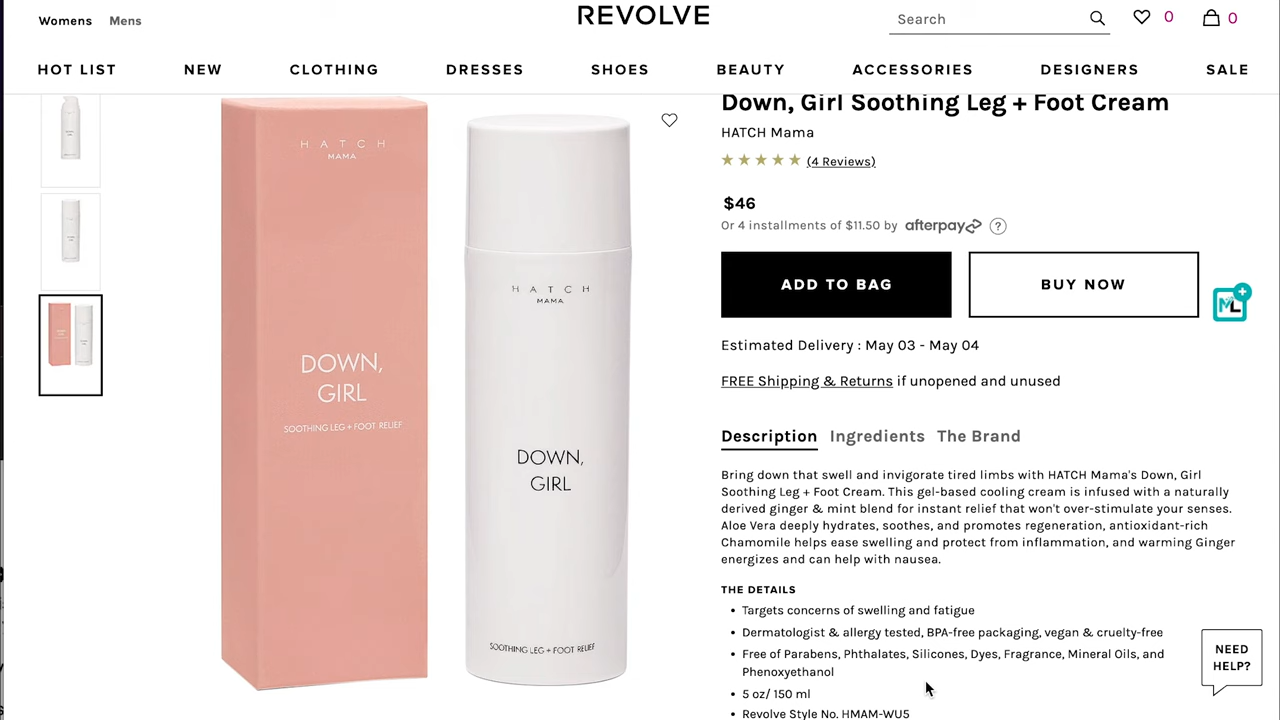 Womens Mens
REVOLVE
Search
0
0
HOT LIST NEW CLOTHING DRESSES SHOES BEAUTY ACCESSORIES DESIGNERS SALE
Down, Girl Soothing Leg + Foot Cream
HATCH Mama
(4 Reviews)
$46
Or 4 installments of $11.50 by afterpay ?
ADD TO BAG
BUY NOW
ML
Estimated Delivery : May 03 - May 04
FREE Shipping & Returns if unopened and unused
Description Ingredients The Brand
Bring down that swell and invigorate tired limbs with HATCH Mama's Down, Girl
Soothing Leg + Foot Cream. This gel-based cooling cream is infused with a naturally
derived ginger & mint blend for instant relief that won't over-stimulate your senses.
Aloe Vera deeply hydrates, soothes, and promotes regeneration, antioxidant-rich
Chamomile helps ease swelling and protect from inflammation, and warming Ginger
energizes and can help with nausea.
THE DETAILS
• Targets concerns of swelling and fatigue
• Dermatologist & allergy tested, BPA-free packaging, vegan & cruelty-free
• Free of Parabens, Phthalates, Silicones, Dyes, Fragrance, Mineral Oils, and
Phenoxyethanol
• 5 oz/ 150 ml
• Revolve Style No. HMAM-WU5
NEED
HELP?
HATCH
MAMA
DOWN,
GIRL
SOOTHING LEG + FOOT RELIEF
HATCH
MAMA
DOWN,
GIRL
SOOTHING LEG + FOOT RELIEF